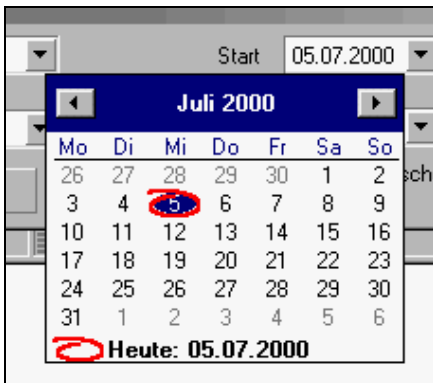 Start 05.07.2000
Juli 2000
Mo Di Mi Do Fr Sa So
26 27 28 29 30 1 2
sch
3 4 5 6 7 8 9
10 11 12 13 14 15 16
17 18 19 20 21 22 23
24 25 26 27 28 29 30
31 1 2 3 4 5 6
Heute: 05.07.2000